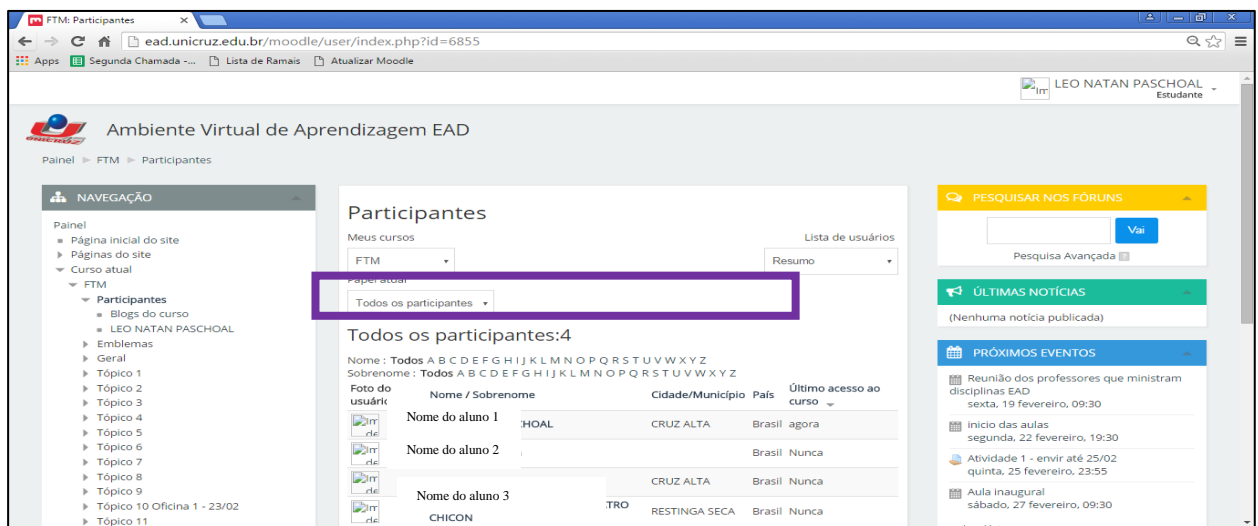 FTM: Participantes
ead.unicruz.edu.br/moodle/user/index.php?id=6855
Apps Segunda Chamada -... Lista de Ramais Atualizar Moodle
LEO NATAN PASCHOAL
Estudante
UNICRUZ
Ambiente Virtual de Aprendizagem EAD
Painel FTM Participantes
NAVEGAÇÃO
Painel
Página inicial do site
Páginas do site
Curso atual
FTM
Participantes
Blogs do curso
LEO NATAN PASCHOAL
Emblemas
Geral
Tópico 1
Tópico 2
Tópico 3
Tópico 4
Tópico 5
Tópico 6
Tópico 7
Tópico 8
Tópico 9
Tópico 10 Oficina 1 - 23/02
Tópico 11
Participantes
Meus cursos Lista de usuários
FTM Resumo
Papel atual
Todos os participantes
Todos os participantes:4
Nome : Todos A B C D E F G H I J K L M N O P Q R S T U V W X Y Z
Sobrenome : Todos A B C D E F G H I J K L M N O P Q R S T U V W X Y Z
Foto do usuário Nome / Sobrenome Cidade/Município País Último acesso ao curso
Im de Nome do aluno 1 CHOAL CRUZ ALTA Brasil agora
Im de Nome do aluno 2 Brasil Nunca
Im de CRUZ ALTA Brasil Nunca
Nome do aluno 3
Im de TRO CHICON RESTINGA SECA Brasil Nunca
PESQUISAR NOS FÓRUNS
Vai
Pesquisa Avançada
ÚLTIMAS NOTÍCIAS
(Nenhuma notícia publicada)
PRÓXIMOS EVENTOS
Reunião dos professores que ministram
disciplinas EAD
sexta, 19 fevereiro, 09:30
inicio das aulas
segunda, 22 fevereiro, 19:30
Atividade 1 - envir até 25/02
quinta, 25 fevereiro, 23:55
Aula inaugural
sábado, 27 fevereiro, 09:30